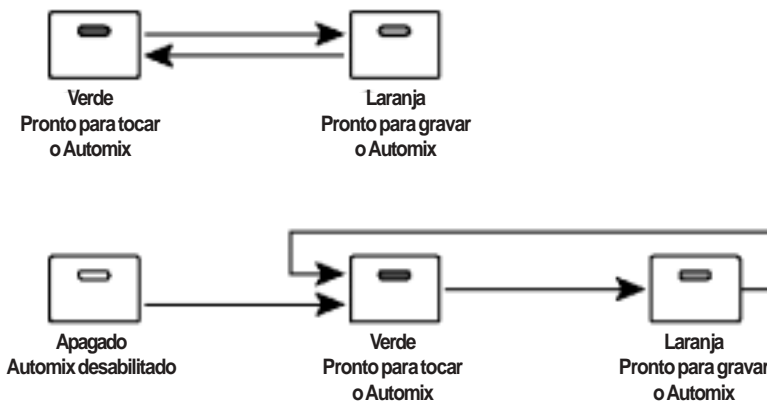 Verde
Pronto para tocar
o Automix
Laranja
Pronto para gravar
o Automix
Apagado
Automix desabilitado
Verde
Pronto para tocar
o Automix
Laranja
Pronto para gravar
o Automix